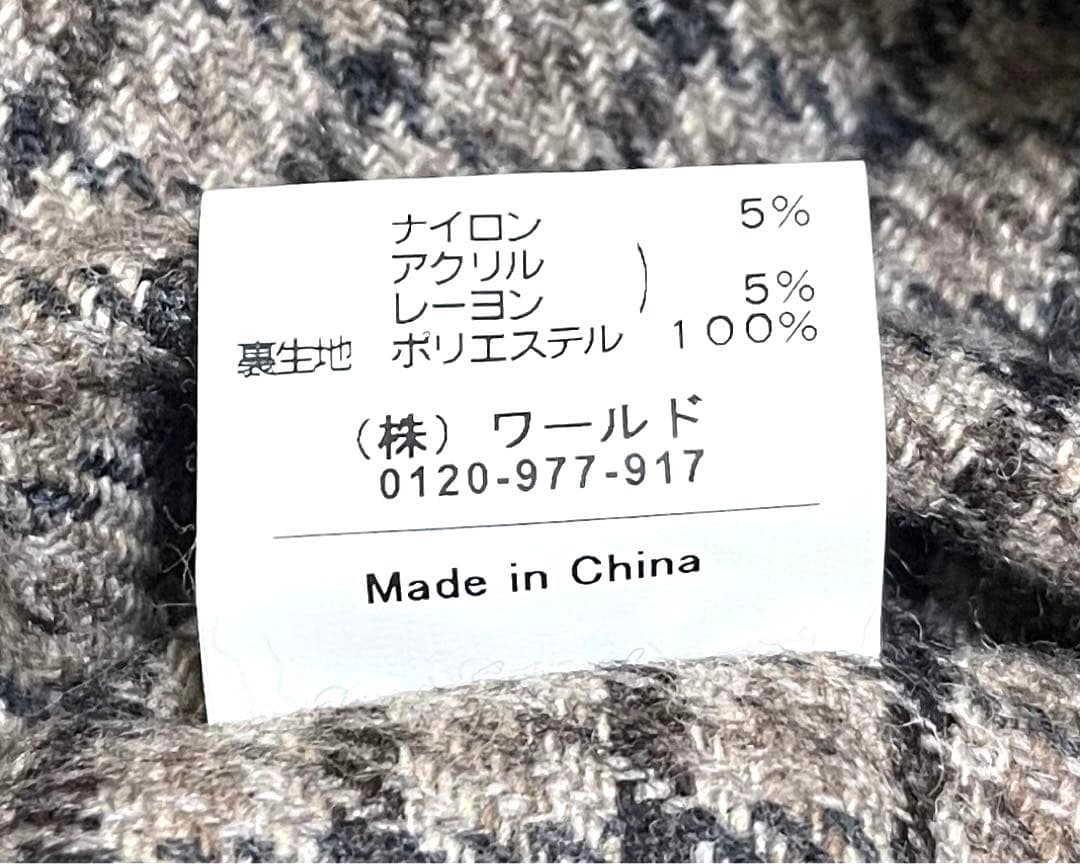 ナイロン 5%
アクリル )
レーヨン 5%
裏生地 ポリエステル 100%
(株) ワールド
0120-977-917
Made in China